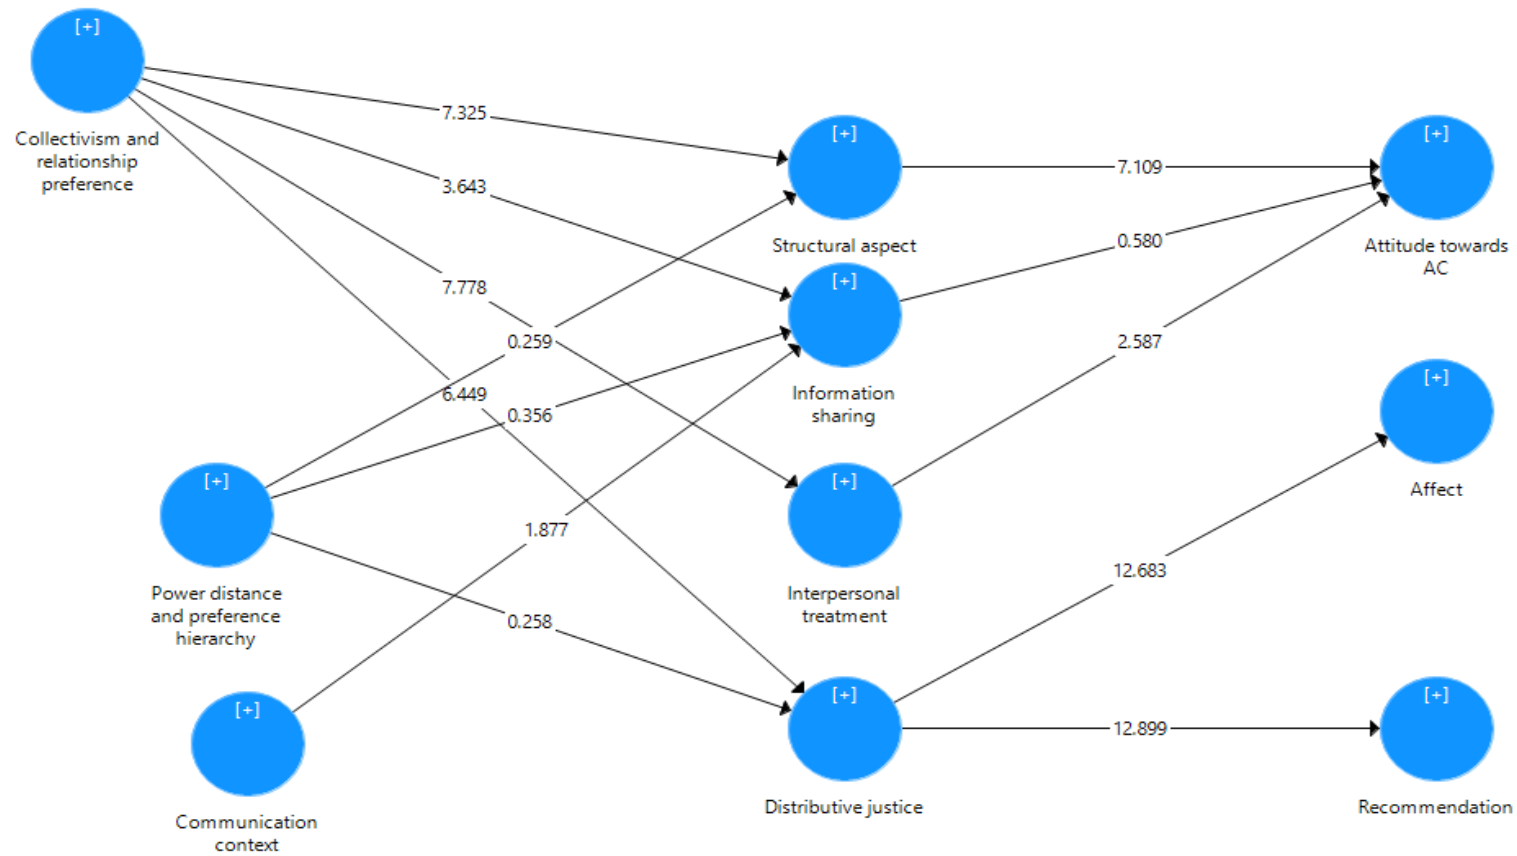 [+]
Collectivism and
relationship
preference
7.325
3.643
7.778
0.259
6.449
0.356
[+]
Power distance
and preference
hierarchy
1.877
0.258
[+]
Communication
context
[+]
Structural aspect
[+]
Information
sharing
[+]
Interpersonal
treatment
[+]
Distributive justice
7.109
0.580
2.587
12.683
12.899
[+]
Attitude towards
AC
[+]
Affect
[+]
Recommendation